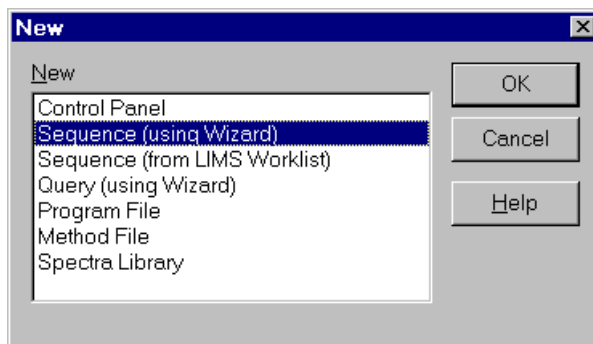 New
New
OK
Control Panel
Sequence (using Wizard)
Cancel
Sequence (from LIMS Worklist)
Query (using Wizard)
Program File
Help
Method File
Spectra Library